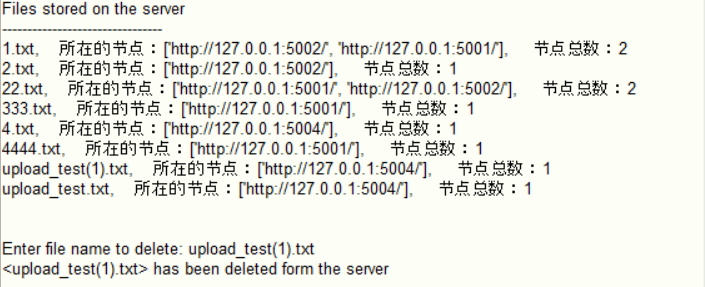 Files stored on the server
--------------------------------
1.txt, 所在的节点：['http://127.0.0.1:5002/', 'http://127.0.0.1:5001/'], 节点总数：2
2.txt, 所在的节点：['http://127.0.0.1:5002/'], 节点总数：1
22.txt, 所在的节点：['http://127.0.0.1:5001/', 'http://127.0.0.1:5002/'], 节点总数：2
333.txt, 所在的节点：['http://127.0.0.1:5001/'], 节点总数：1
4.txt, 所在的节点：['http://127.0.0.1:5004/'], 节点总数：1
4444.txt, 所在的节点：['http://127.0.0.1:5001/'], 节点总数：1
upload_test(1).txt, 所在的节点：['http://127.0.0.1:5004/'], 节点总数：1
upload_test.txt, 所在的节点：['http://127.0.0.1:5004/'], 节点总数：1
Enter file name to delete: upload_test(1).txt
<upload_test(1).txt> has been deleted form the server